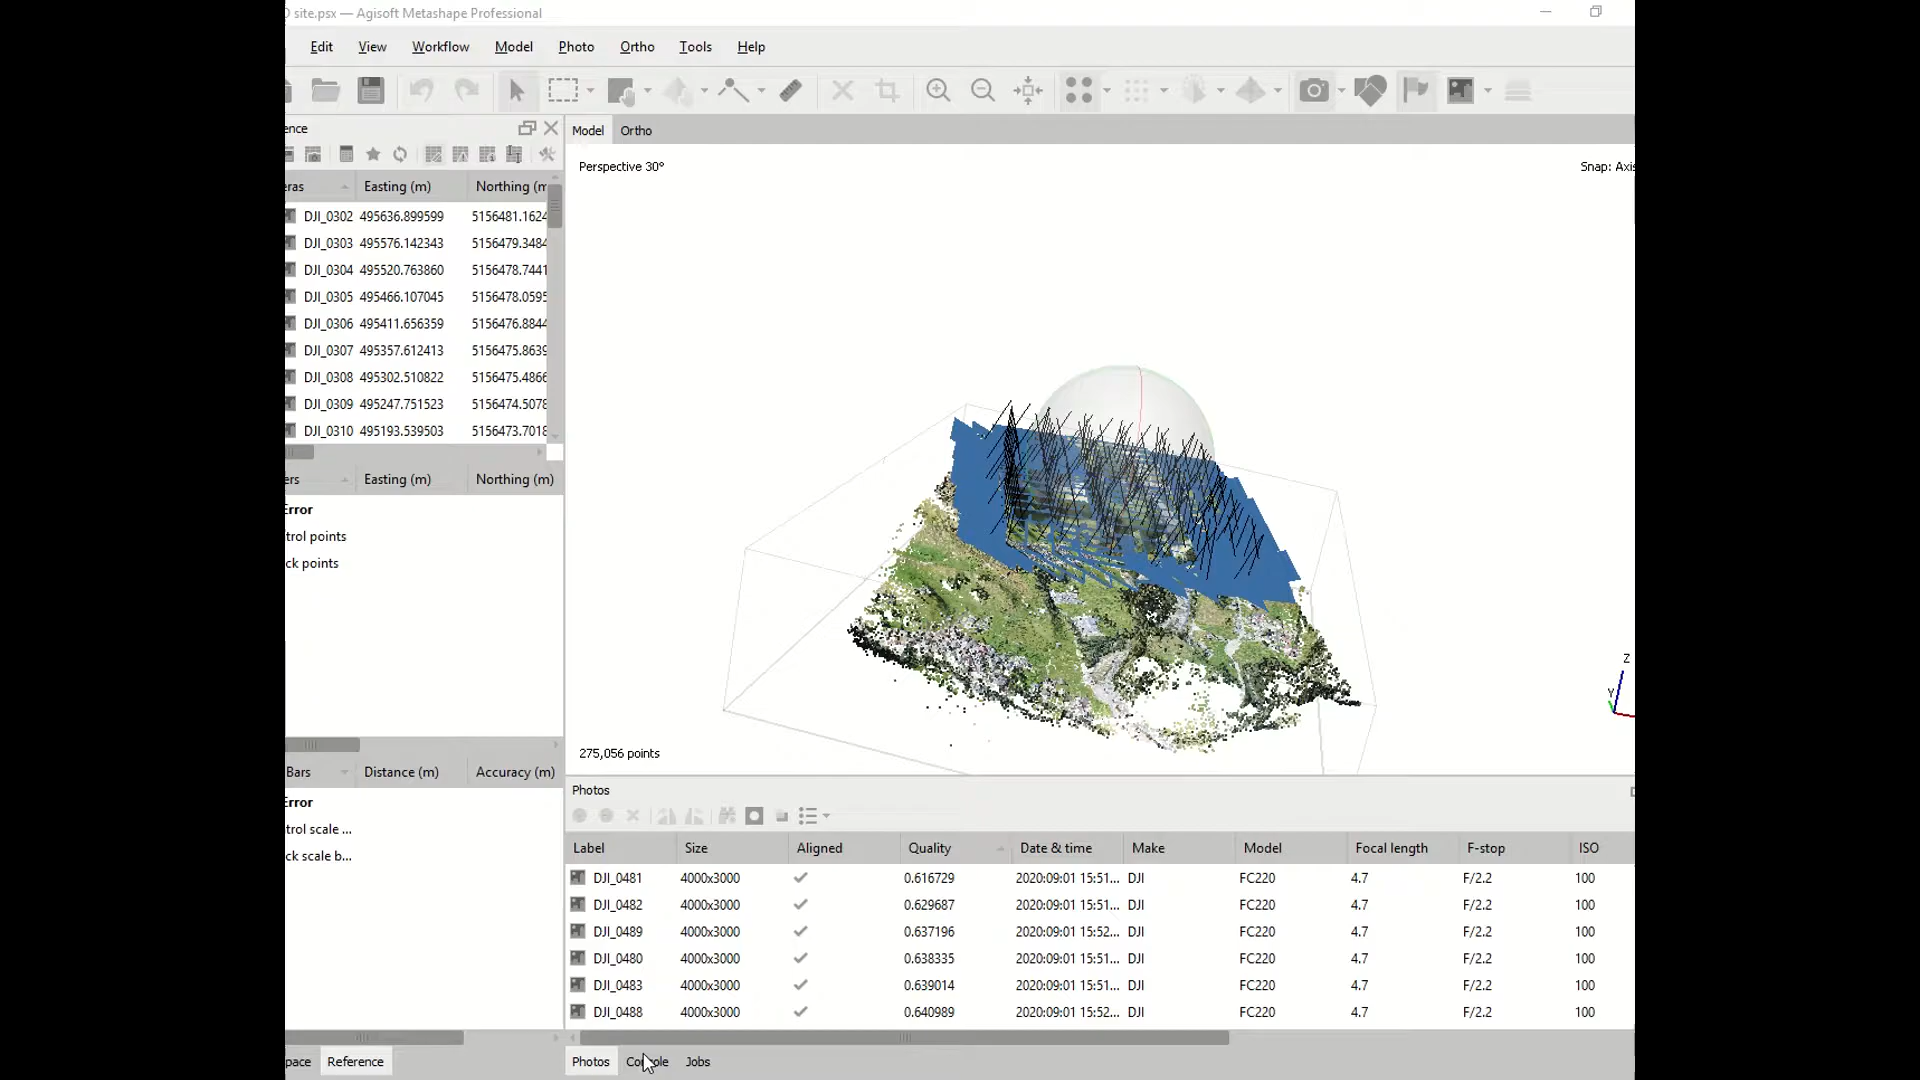 site.psx — Agisoft Metashape Professional
Edit View Workflow Model Photo Ortho Tools Help
ence
Model Ortho
Perspective 30°
Snap: Axis
eras Easting (m) Northing (m
DJI_0302 495636.899599 5156481.1624
DJI_0303 495576.142343 5156479.3484
DJI_0304 495520.763860 5156478.7441
DJI_0305 495466.107045 5156478.0595
DJI_0306 495411.656359 5156476.8844
DJI_0307 495357.612413 5156475.8639
DJI_0308 495302.510822 5156475.4866
DJI_0309 495247.751523 5156474.5078
DJI_0310 495193.539503 5156473.7018
ers Easting (m) Northing (m)
Error
trol points
ck points
Z
Y
275,056 points
Bars Distance (m) Accuracy (m)
Error
trol scale ...
ck scale b...
Photos
Label Size Aligned Quality Date & time Make Model Focal length F-stop ISO
DJI_0481 4000x3000 0.616729 2020:09:01 15:51... DJI FC220 4.7 F/2.2 100
DJI_0482 4000x3000 0.629687 2020:09:01 15:51... DJI FC220 4.7 F/2.2 100
DJI_0489 4000x3000 0.637196 2020:09:01 15:52... DJI FC220 4.7 F/2.2 100
DJI_0480 4000x3000 0.638335 2020:09:01 15:51... DJI FC220 4.7 F/2.2 100
DJI_0483 4000x3000 0.639014 2020:09:01 15:51... DJI FC220 4.7 F/2.2 100
DJI_0488 4000x3000 0.640989 2020:09:01 15:52... DJI FC220 4.7 F/2.2 100
pace Reference Photos Console Jobs